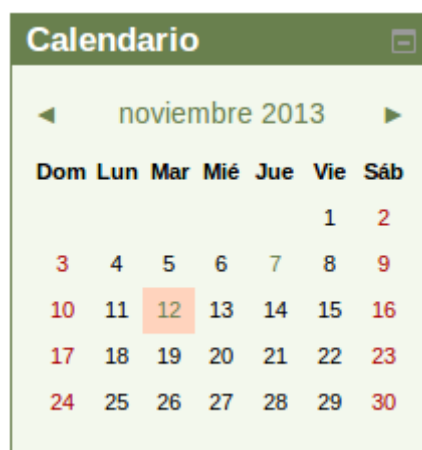 Calendario
◄ noviembre 2013 ►
Dom Lun Mar Mié Jue Vie Sáb
1 2
3 4 5 6 7 8 9
10 11 12 13 14 15 16
17 18 19 20 21 22 23
24 25 26 27 28 29 30